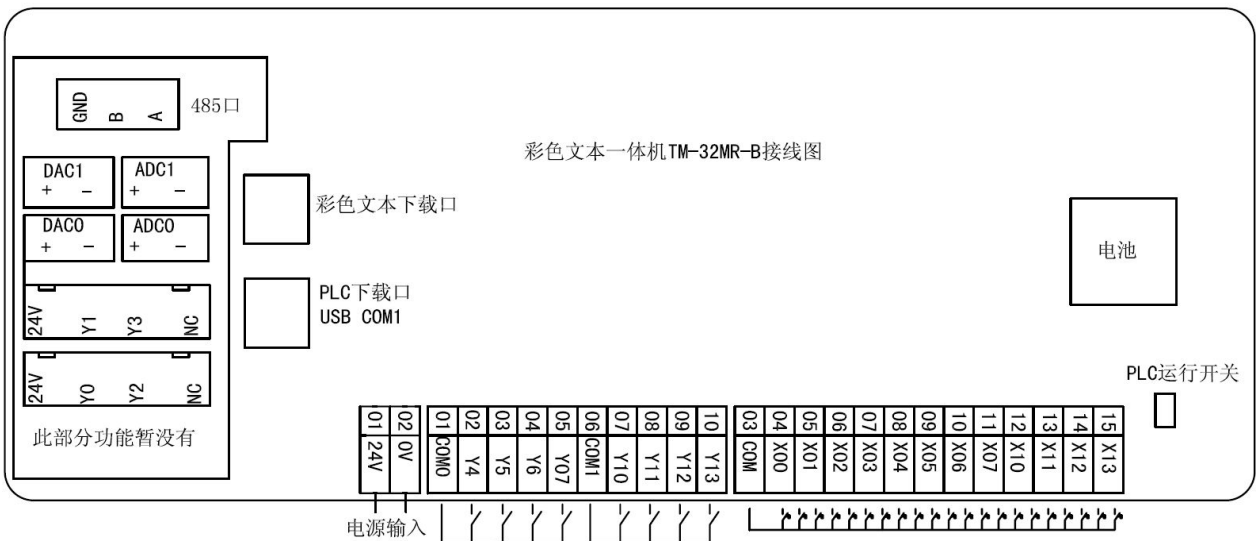 彩色文本一体机TM-32MR-B接线图
GND B A
485口
DAC1 ADC1
+ - + -
DAC0 ADC0
+ - + -
24V Y1 Y3 NC
24V Y0 Y2 NC
此部分功能暂没有
彩色文本下载口
PLC下载口
USB COM1
电池
PLC运行开关
01 02 01 02 03 04 05 06 07 08 09 10 03 04 05 06 07 08 09 10 11 12 13 14 15
24V 0V COM0 Y4 Y5 Y6 Y07 COM1 Y10 Y11 Y12 Y13 COM X00 X01 X02 X03 X04 X05 X06 X07 X10 X11 X12 X13
电源输入